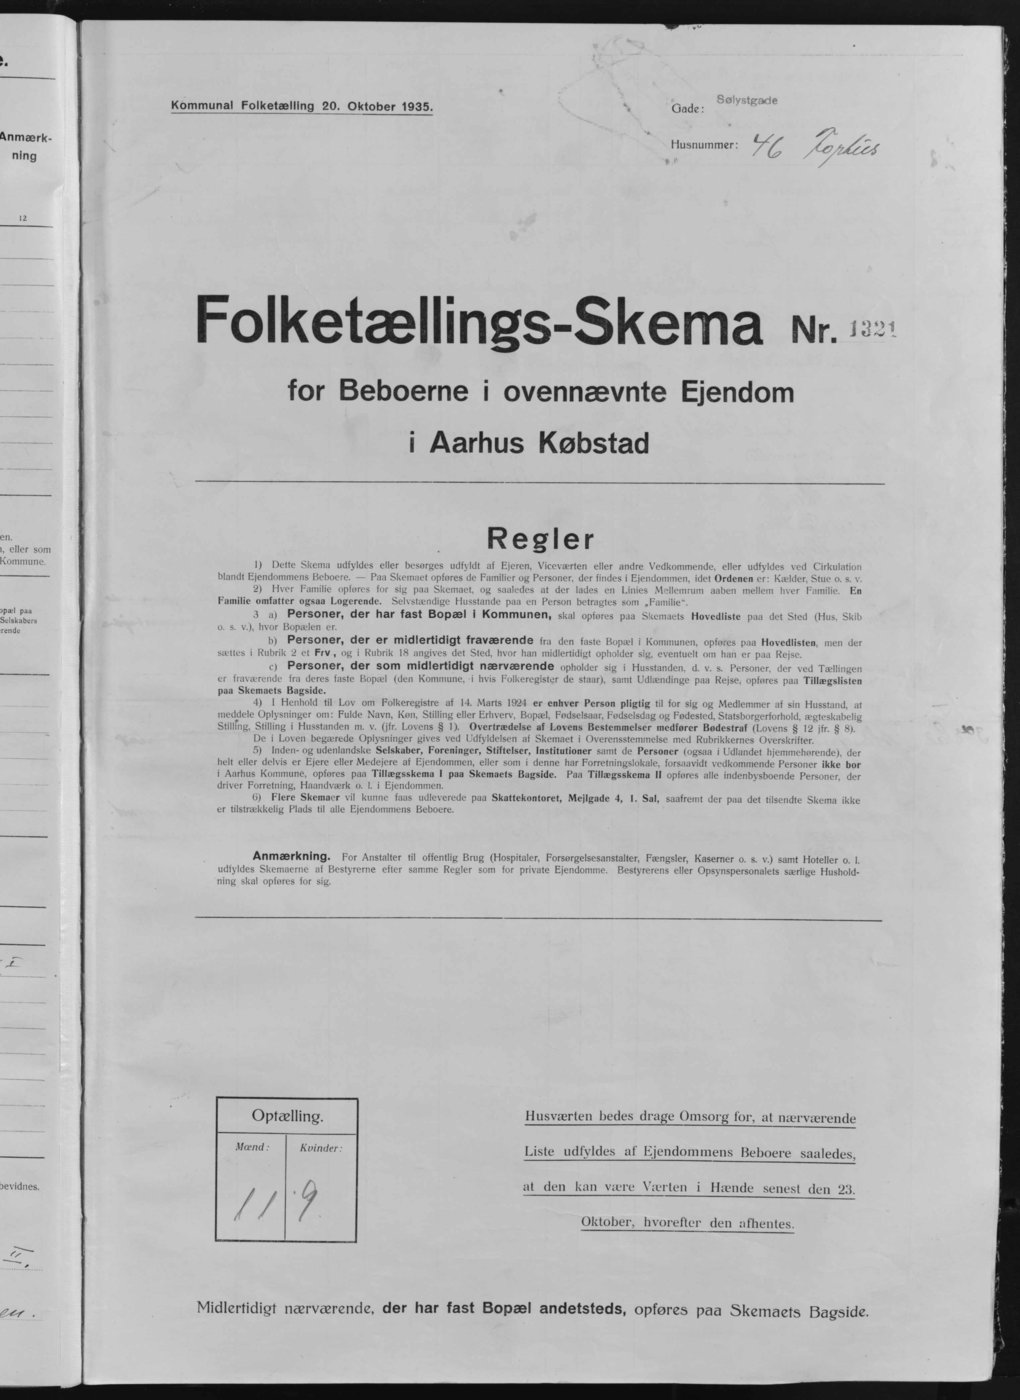 e.
Anmærk-
ning
12
en.
, eller som
Kommune.
opæl paa
Selskabers
rende
I
bevidnes.
II.
en.
Kommunal Folketælling 20. Oktober 1935.
Gade: Sølystgade
Husnummer: 46 Forhus
Folketællings-Skema Nr. 1321
for Beboerne i ovennævnte Ejendom
i Aarhus Købstad
Regler
1) Dette Skema udfyldes eller besørges udfyldt af Ejeren, Viceværten eller andre Vedkommende, eller udfyldes ved Cirkulation
blandt Ejendommens Beboere. — Paa Skemaet opføres de Familier og Personer, der findes i Ejendommen, idet Ordenen er: Kælder, Stue o. s. v.
2) Hver Familie opføres for sig paa Skemaet, og saaledes at der lades en Linies Mellemrum aaben mellem hver Familie. En
Familie omfatter ogsaa Logerende. Selvstændige Husstande paa en Person betragtes som „Familie“.
3 a) Personer, der har fast Bopæl i Kommunen, skal opføres paa Skemaets Hovedliste paa det Sted (Hus, Skib
o. s. v.), hvor Bopælen er.
b) Personer, der er midlertidigt fraværende fra den faste Bopæl i Kommunen, opføres paa Hovedlisten, men der
sættes i Rubrik 2 et Frv., og i Rubrik 18 angives det Sted, hvor han midlertidigt opholder sig, eventuelt om han er paa Rejse.
c) Personer, der som midlertidigt nærværende opholder sig i Husstanden, d. v. s. Personer, der ved Tællingen
er fraværende fra deres faste Bopæl (den Kommune, i hvis Folkeregister de staar), samt Udlændinge paa Rejse, opføres paa Tillægslisten
paa Skemaets Bagside.
4) I Henhold til Lov om Folkeregistre af 14. Marts 1924 er enhver Person pligtig til for sig og Medlemmer af sin Husstand, at
meddele Oplysninger om: Fulde Navn, Køn, Stilling eller Erhverv, Bopæl, Fødselsaar, Fødselsdag og Fødested, Statsborgerforhold, ægteskabelig
Stilling, Stilling i Husstanden m. v. (jfr. Lovens § 1). Overtrædelse af Lovens Bestemmelser medfører Bødestraf (Lovens § 12 jfr. § 8).
De i Loven begærede Oplysninger gives ved Udfyldelsen af Skemaet i Overensstemmelse med Rubrikkernes Overskrifter.
5) Inden- og udenlandske Selskaber, Foreninger, Stiftelser, Institutioner samt de Personer (ogsaa i Udlandet hjemmehørende), der
helt eller delvis er Ejere eller Medejere af Ejendommen, eller som i denne har Forretningslokale, forsaavidt vedkommende Personer ikke bor
i Aarhus Kommune, opføres paa Tillægsskema I paa Skemaets Bagside. Paa Tillægsskema II opføres alle indenbysboende Personer, der
driver Forretning, Haandværk o. l. i Ejendommen.
6) Flere Skemaer vil kunne faas udleverede paa Skattekontoret, Mejlgade 4, 1. Sal, saafremt der paa det tilsendte Skema ikke
er tilstrækkelig Plads til alle Ejendommens Beboere.
Anmærkning. For Anstalter til offentlig Brug (Hospitaler, Forsørgelsesanstalter, Fængsler, Kaserner o. s. v.) samt Hoteller o. l.
udfyldes Skemaerne af Bestyrerne efter samme Regler som for private Ejendomme. Bestyrerens eller Opsynspersonalets særlige Hushold-
ning skal opføres for sig.
Optælling.
Mænd: Kvinder:
11 9
Husværten bedes drage Omsorg for, at nærværende
Liste udfyldes af Ejendommens Beboere saaledes,
at den kan være Værten i Hænde senest den 23.
Oktober, hvorefter den afhentes.
Midlertidigt nærværende, der har fast Bopæl andetsteds, opføres paa Skemaets Bagside.